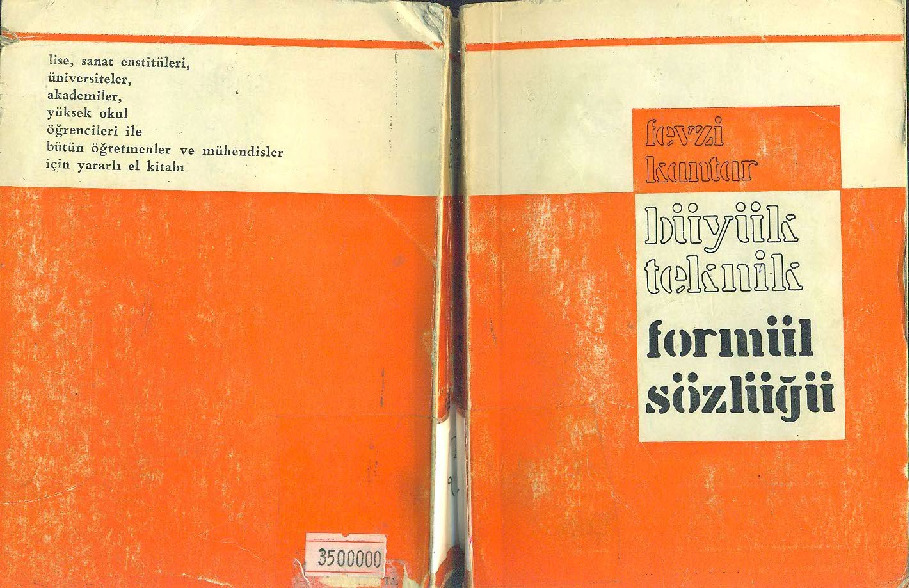 lise, sanat enstitüleri,
üniversiteler,
akademiler,
yüksek okul
öğrencileri ile
bütün öğretmenler ve mühendisler
için yararlı el kitabı
3500000
fevzi
kantar
büyük
teknik
formül
sözlüğü